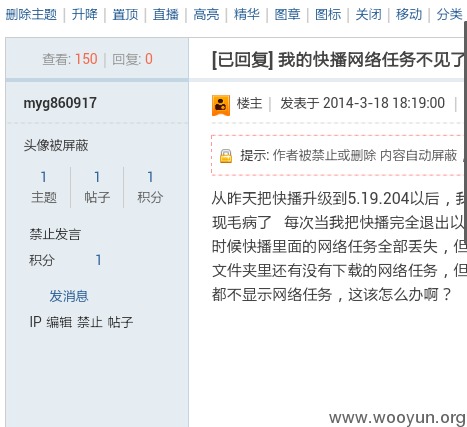 删除主题 | 升降 | 置顶 | 直播 | 高亮 | 精华 | 图章 | 图标 | 关闭 | 移动 | 分类
查看: 150 | 回复: 0
[已回复] 我的快播网络任务不见了
myg860917
楼主 | 发表于 2014-3-18 18:19:00 |
头像被屏蔽
提示: 作者被禁止或删除 内容自动屏蔽，
1 1 1
主题 帖子 积分
禁止发言
积分 1
发消息
IP 编辑 禁止 帖子
从昨天把快播升级到5.19.204以后，我
现毛病了 每次当我把快播完全退出以
时候快播里面的网络任务全部丢失，但
文件夹里还有没有下载的网络任务，但
都不显示网络任务，这该怎么办啊？
www.wooyun.org